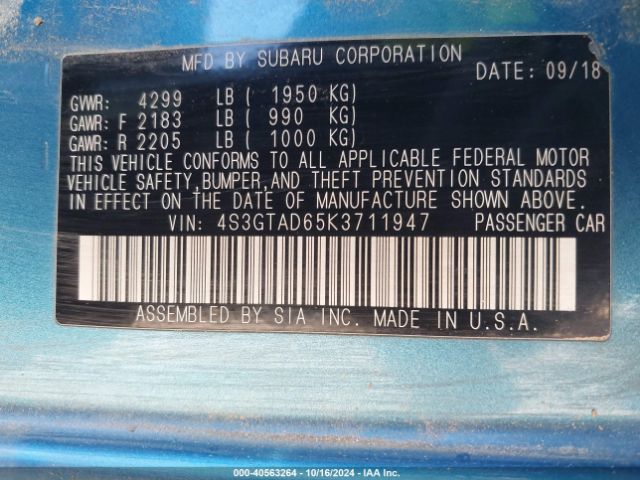 MFD BY SUBARU CORPORATION
DATE: 09/18
GVWR: 4299 LB ( 1950 KG)
GAWR: F 2183 LB ( 990 KG)
GAWR: R 2205 LB ( 1000 KG)
THIS VEHICLE CONFORMS TO ALL APPLICABLE FEDERAL MOTOR
VEHICLE SAFETY,BUMPER,AND THEFT PREVENTION STANDARDS
IN EFFECT ON THE DATE OF MANUFACTURE SHOWN ABOVE.
VIN: 4S3GTAD65K3711947 PASSENGER CAR
ASSEMBLED BY SIA INC. MADE IN U.S.A.
000-40563264 - 10/16/2024 - IAA Inc.